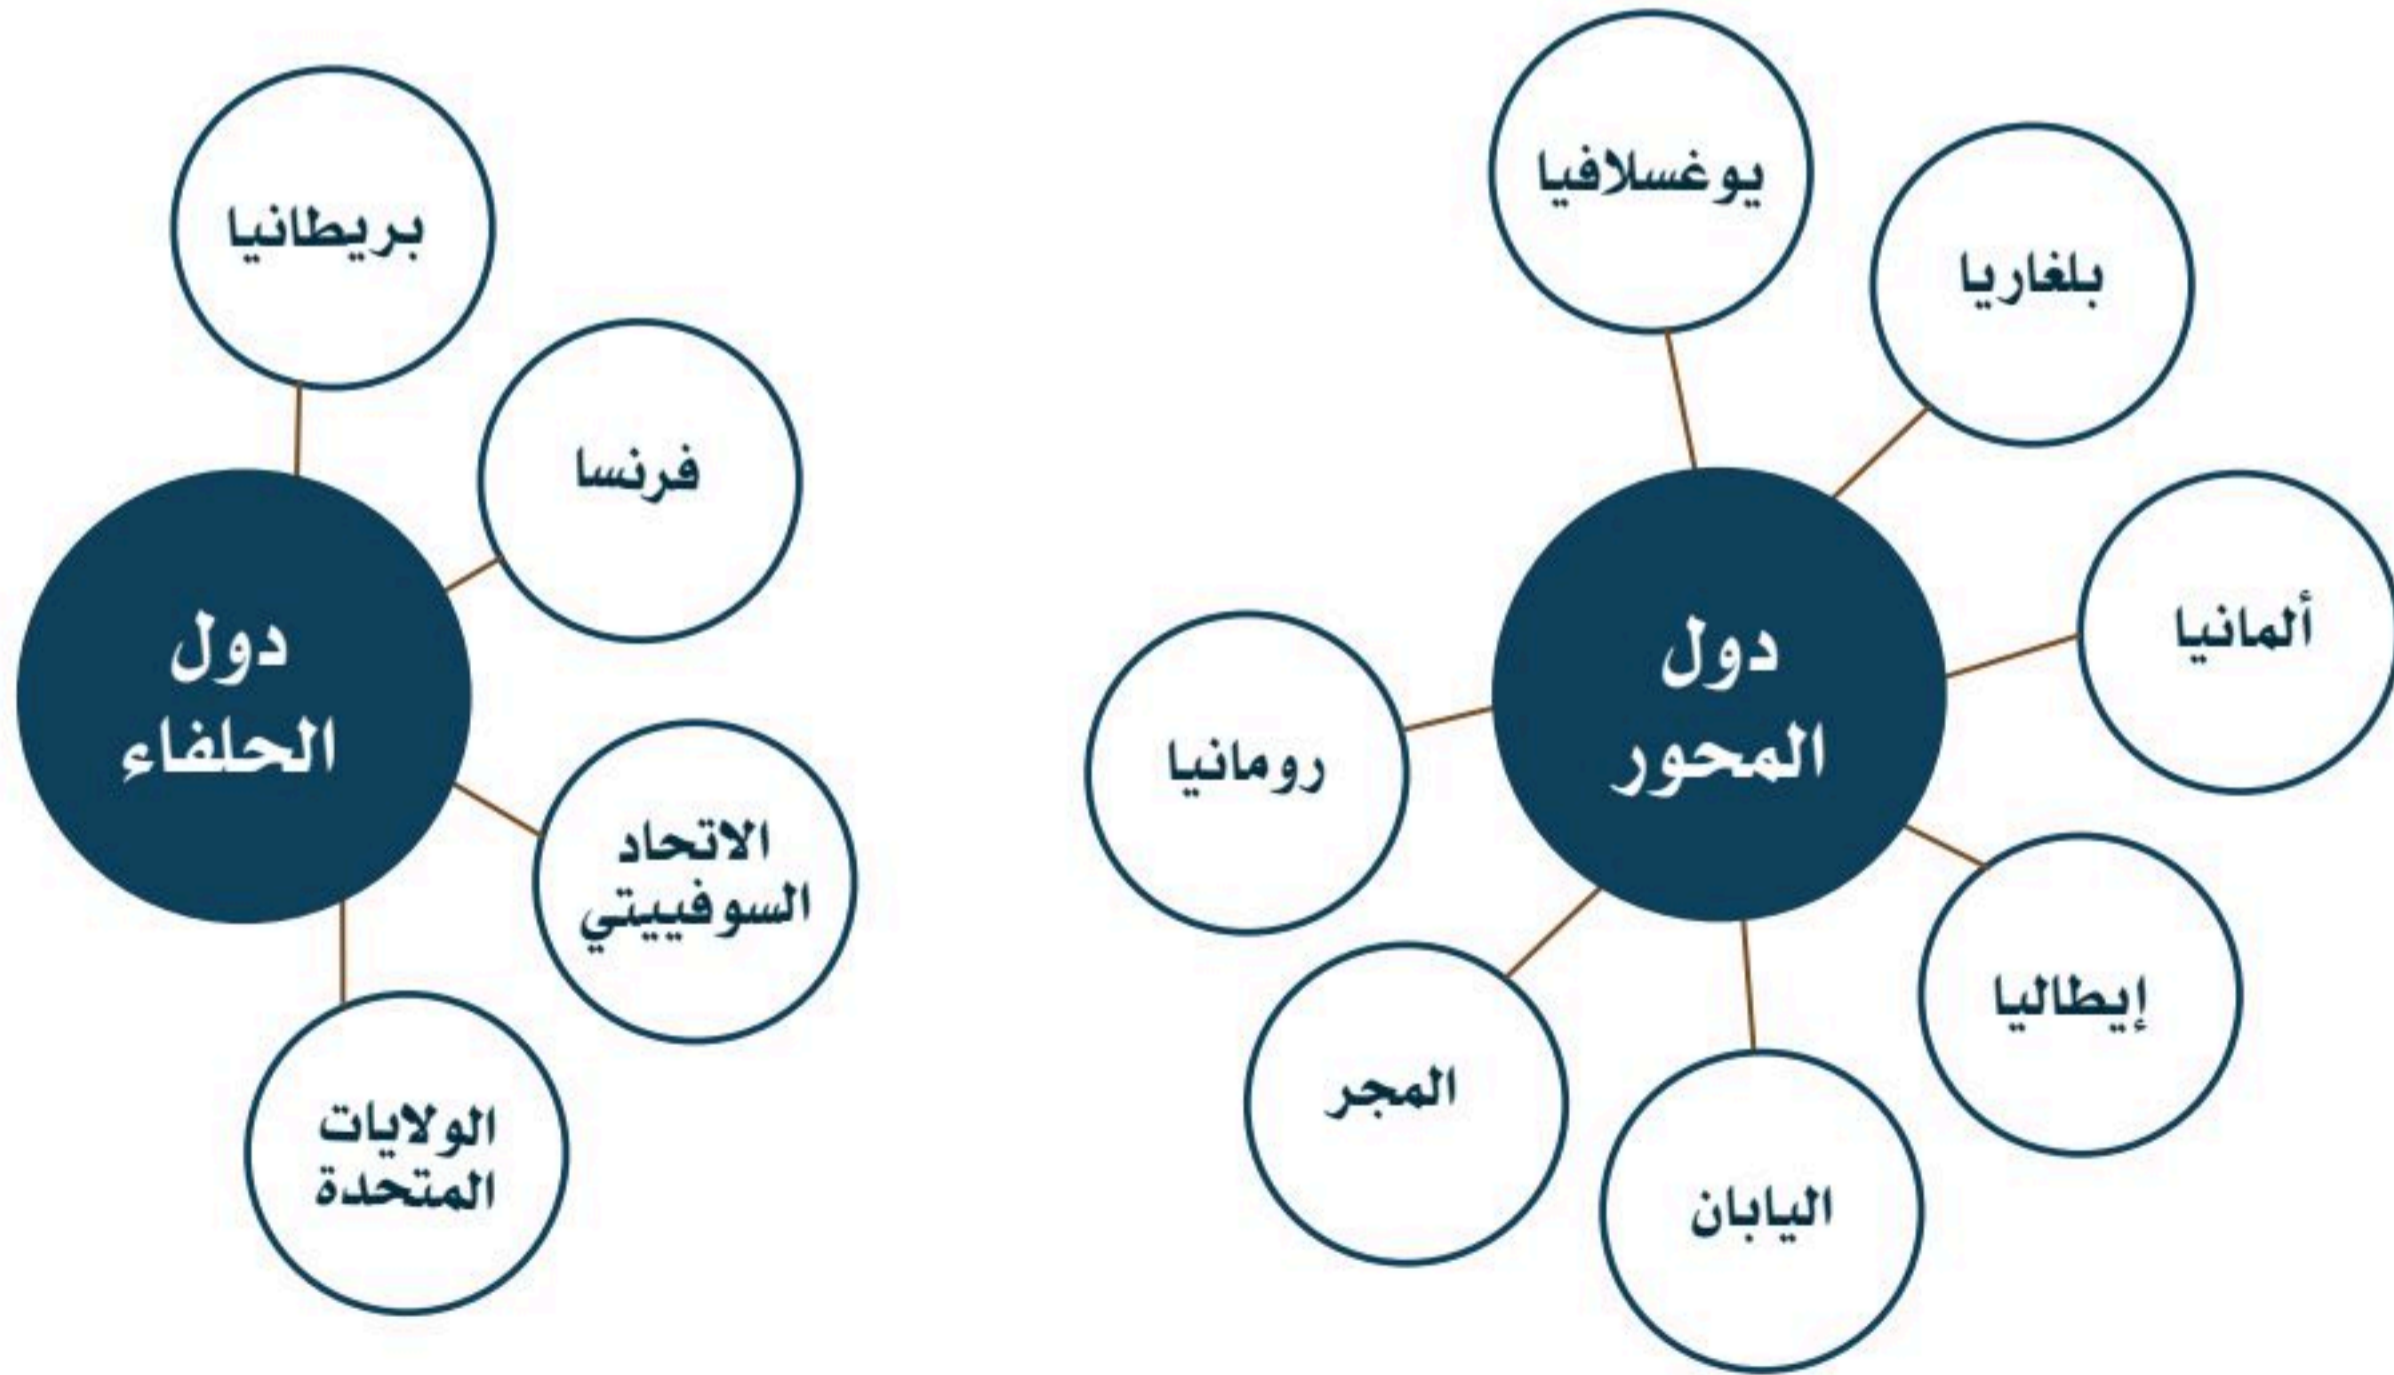 دول
المحور
يوغسلافيا
بلغاريا
ألمانيا
إيطاليا
اليابان
المجر
رومانيا
دول
الحلفاء
بريطانيا
فرنسا
الاتحاد
السوفييتي
الولايات
المتحدة